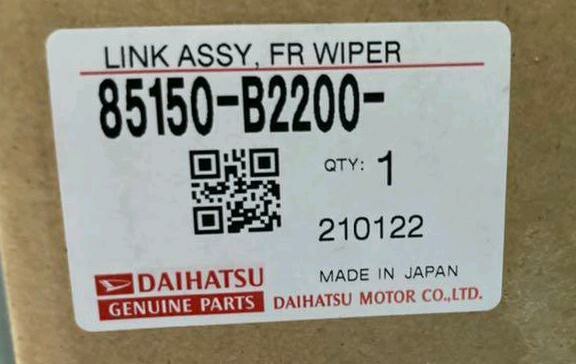 LINK ASSY, FR WIPER
85150-B2200-
QTY: 1
210122
MADE IN JAPAN
DAIHATSU
GENUINE PARTS
DAIHATSU MOTOR CO.,LTD.